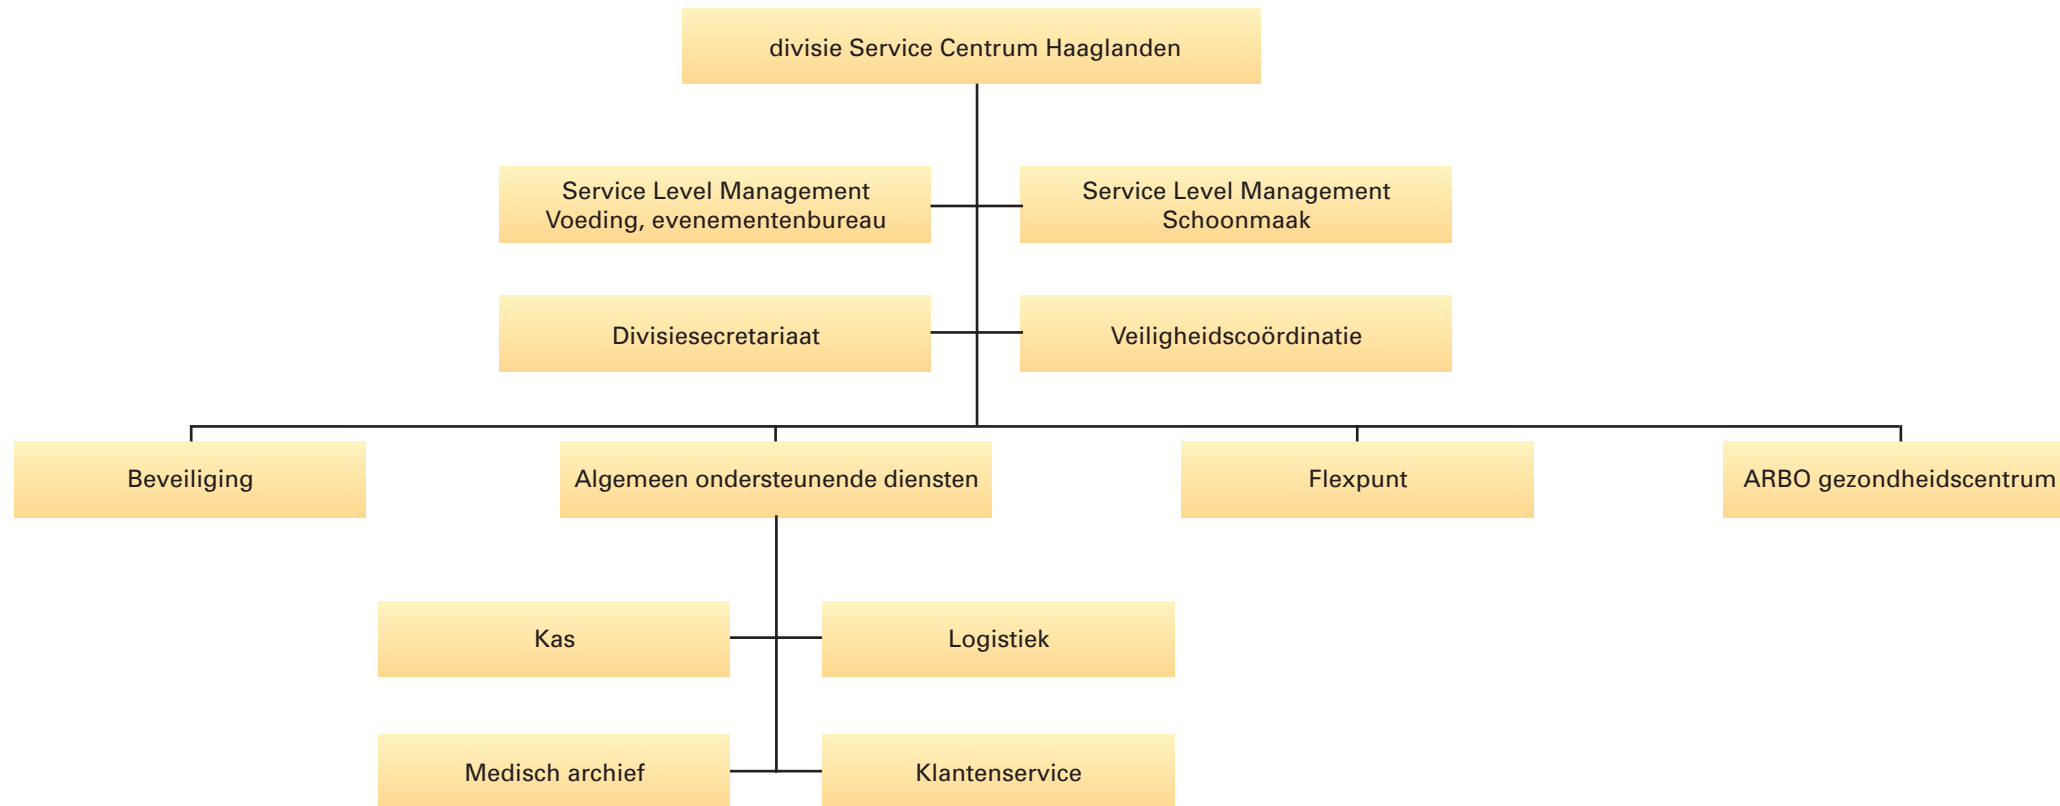 divisie Service Centrum Haaglanden
Service Level Management
Voeding, evenementenbureau
Service Level Management
Schoonmaak
Divisiesecretariaat
Veiligheidscoördinatie
Beveiliging
Algemeen ondersteunende diensten
Flexpunt
ARBO gezondheidscentrum
Kas
Logistiek
Medisch archief
Klantenservice